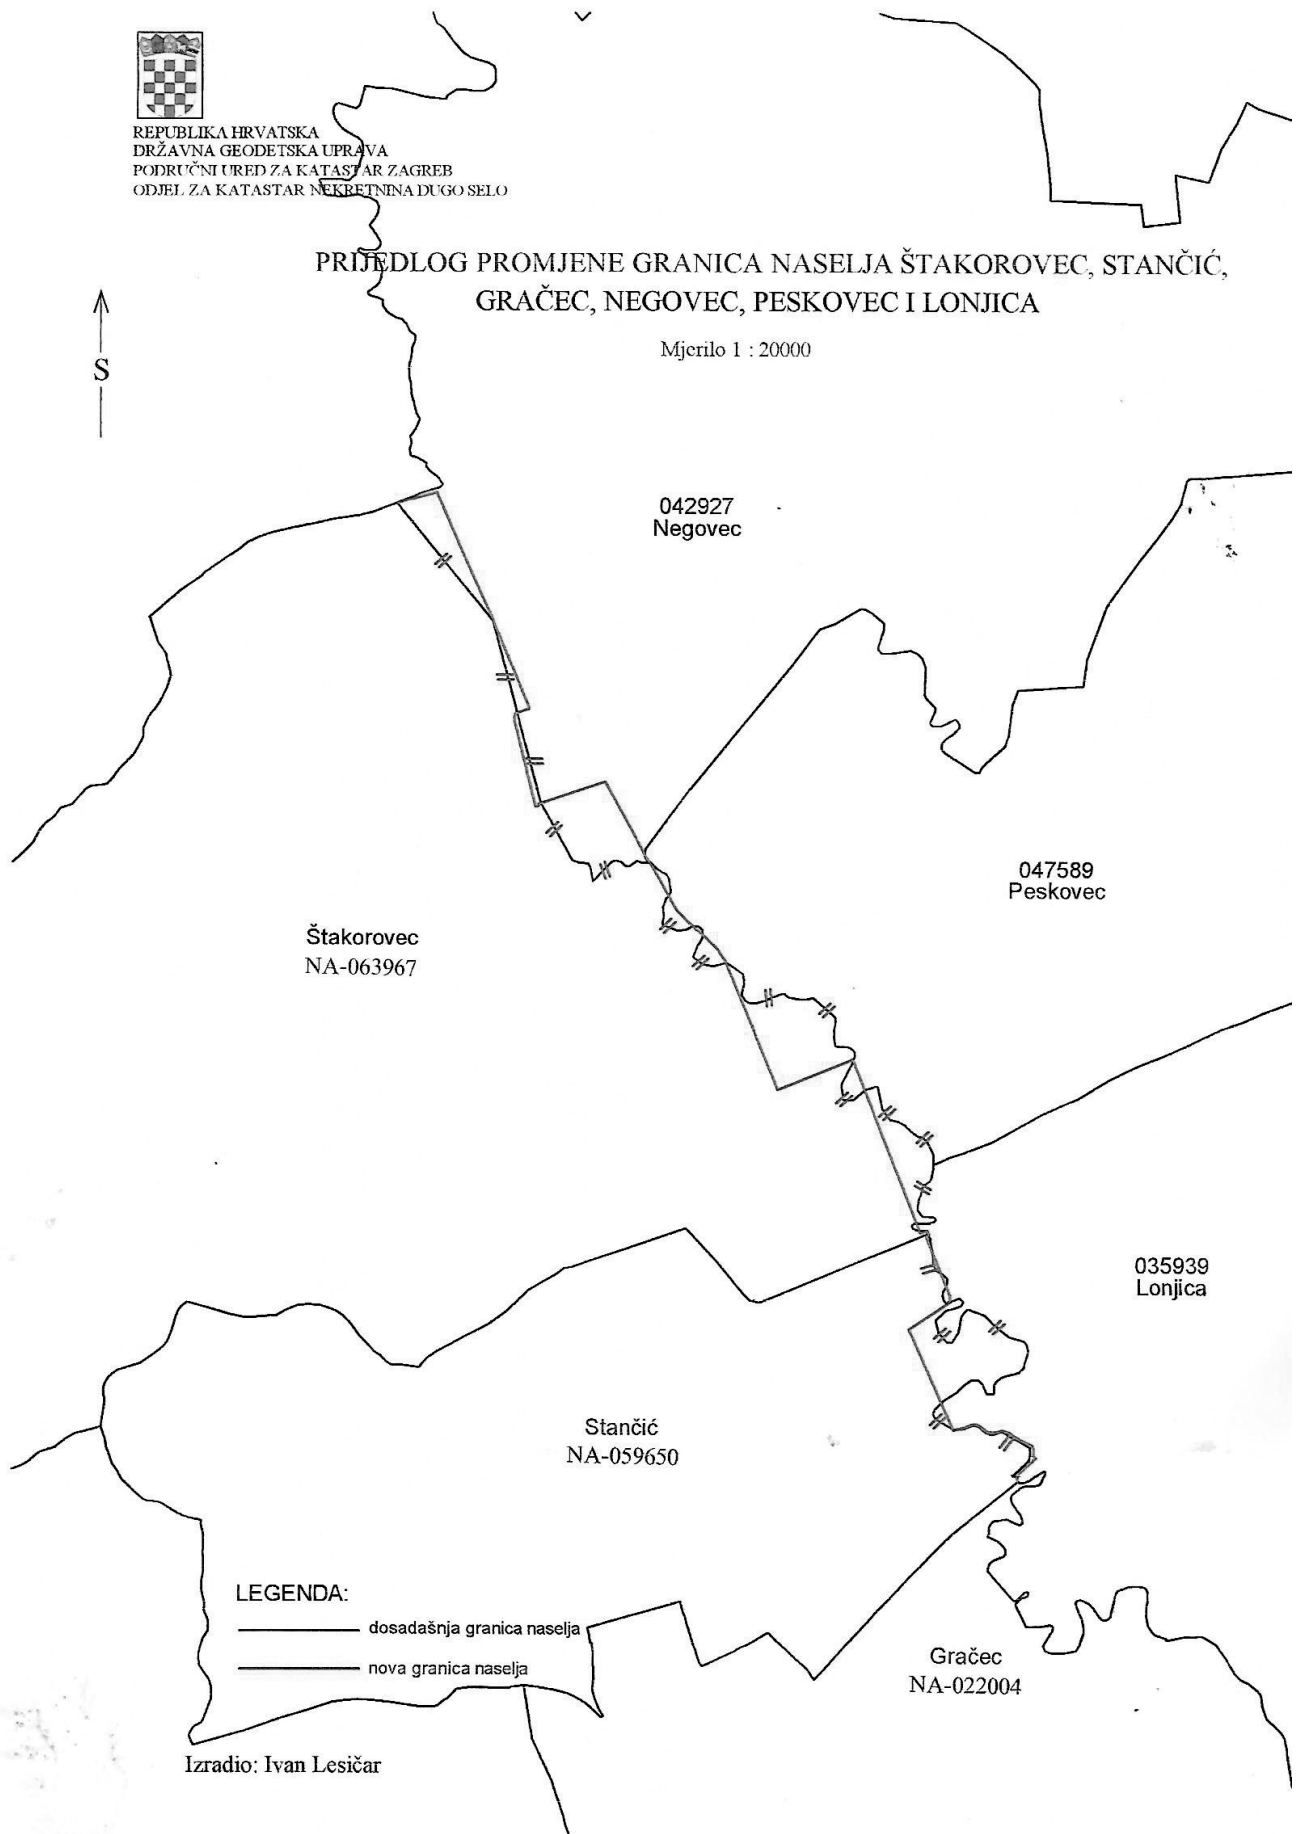 REPUBLIKA HRVATSKA
DRŽAVNA GEODETSKA UPRAVA
PODRUČNI URED ZA KATASTAR ZAGREB
ODJEL ZA KATASTAR NEKRETNINA DUGO SELO
PRIJEDLOG PROMJENE GRANICA NASELJA ŠTAKOROVEC, STANČIĆ,
GRAČEC, NEGOVEC, PESKOVEC I LONJICA
Mjerilo 1 : 20000
S
042927
Negovec
047589
Peskovec
Štakorovec
NA-063967
035939
Lonjica
Stančić
NA-059650
LEGENDA:
dosadašnja granica naselja
nova granica naselja
Gračec
NA-022004
Izradio: Ivan Lesičar